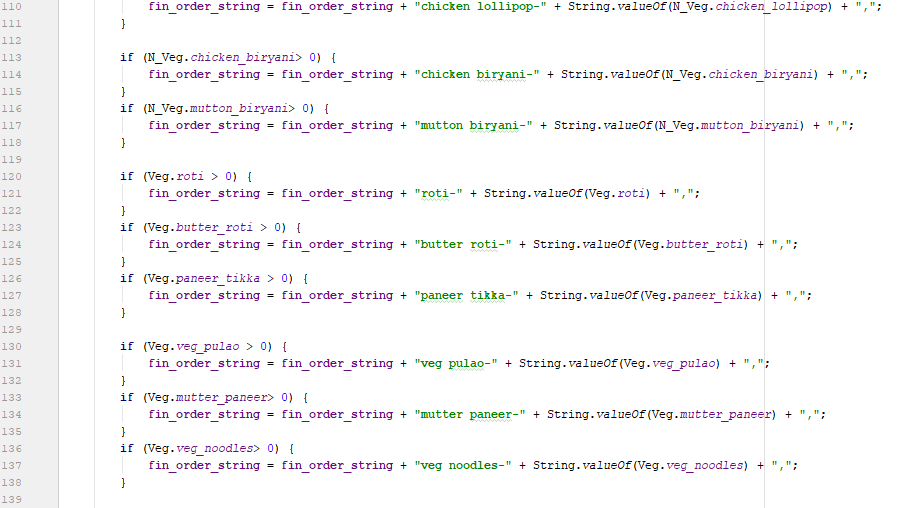 110 fin_order_string = fin_order_string + "chicken lollipop-" + String.valueOf(N_Veg.chicken_lollipop) + ",";
111 }
112
113 if (N_Veg.chicken_biryani> 0) {
114 fin_order_string = fin_order_string + "chicken biryani-" + String.valueOf(N_Veg.chicken_biryani) + ",";
115 }
116 if (N_Veg.mutton_biryani> 0) {
117 fin_order_string = fin_order_string + "mutton biryani-" + String.valueOf(N_Veg.mutton_biryani) + ",";
118 }
119
120 if (Veg.roti > 0) {
121 fin_order_string = fin_order_string + "roti-" + String.valueOf(Veg.roti) + ",";
122 }
123 if (Veg.butter_roti > 0) {
124 fin_order_string = fin_order_string + "butter roti-" + String.valueOf(Veg.butter_roti) + ",";
125 }
126 if (Veg.paneer_tikka > 0) {
127 fin_order_string = fin_order_string + "paneer tikka-" + String.valueOf(Veg.paneer_tikka) + ",";
128 }
129
130 if (Veg.veg_pulao > 0) {
131 fin_order_string = fin_order_string + "veg pulao-" + String.valueOf(Veg.veg_pulao) + ",";
132 }
133 if (Veg.mutter_paneer> 0) {
134 fin_order_string = fin_order_string + "mutter paneer-" + String.valueOf(Veg.mutter_paneer) + ",";
135 }
136 if (Veg.veg_noodles> 0) {
137 fin_order_string = fin_order_string + "veg noodles-" + String.valueOf(Veg.veg_noodles) + ",";
138 }
139